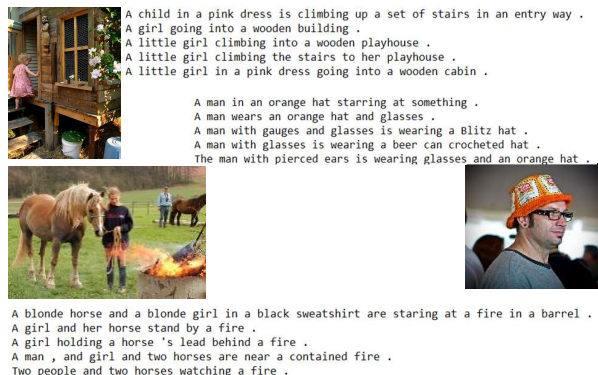 A child in a pink dress is climbing up a set of stairs in an entry way .
A girl going into a wooden building .
A little girl climbing into a wooden playhouse .
A little girl climbing the stairs to her playhouse .
A little girl in a pink dress going into a wooden cabin .
A man in an orange hat starring at something .
A man wears an orange hat and glasses .
A man with gauges and glasses is wearing a Blitz hat .
A man with glasses is wearing a beer can crocheted hat .
The man with pierced ears is wearing glasses and an orange hat .
A blonde horse and a blonde girl in a black sweatshirt are staring at a fire in a barrel .
A girl and her horse stand by a fire .
A girl holding a horse 's lead behind a fire .
A man , and girl and two horses are near a contained fire .
Two people and two horses watching a fire .